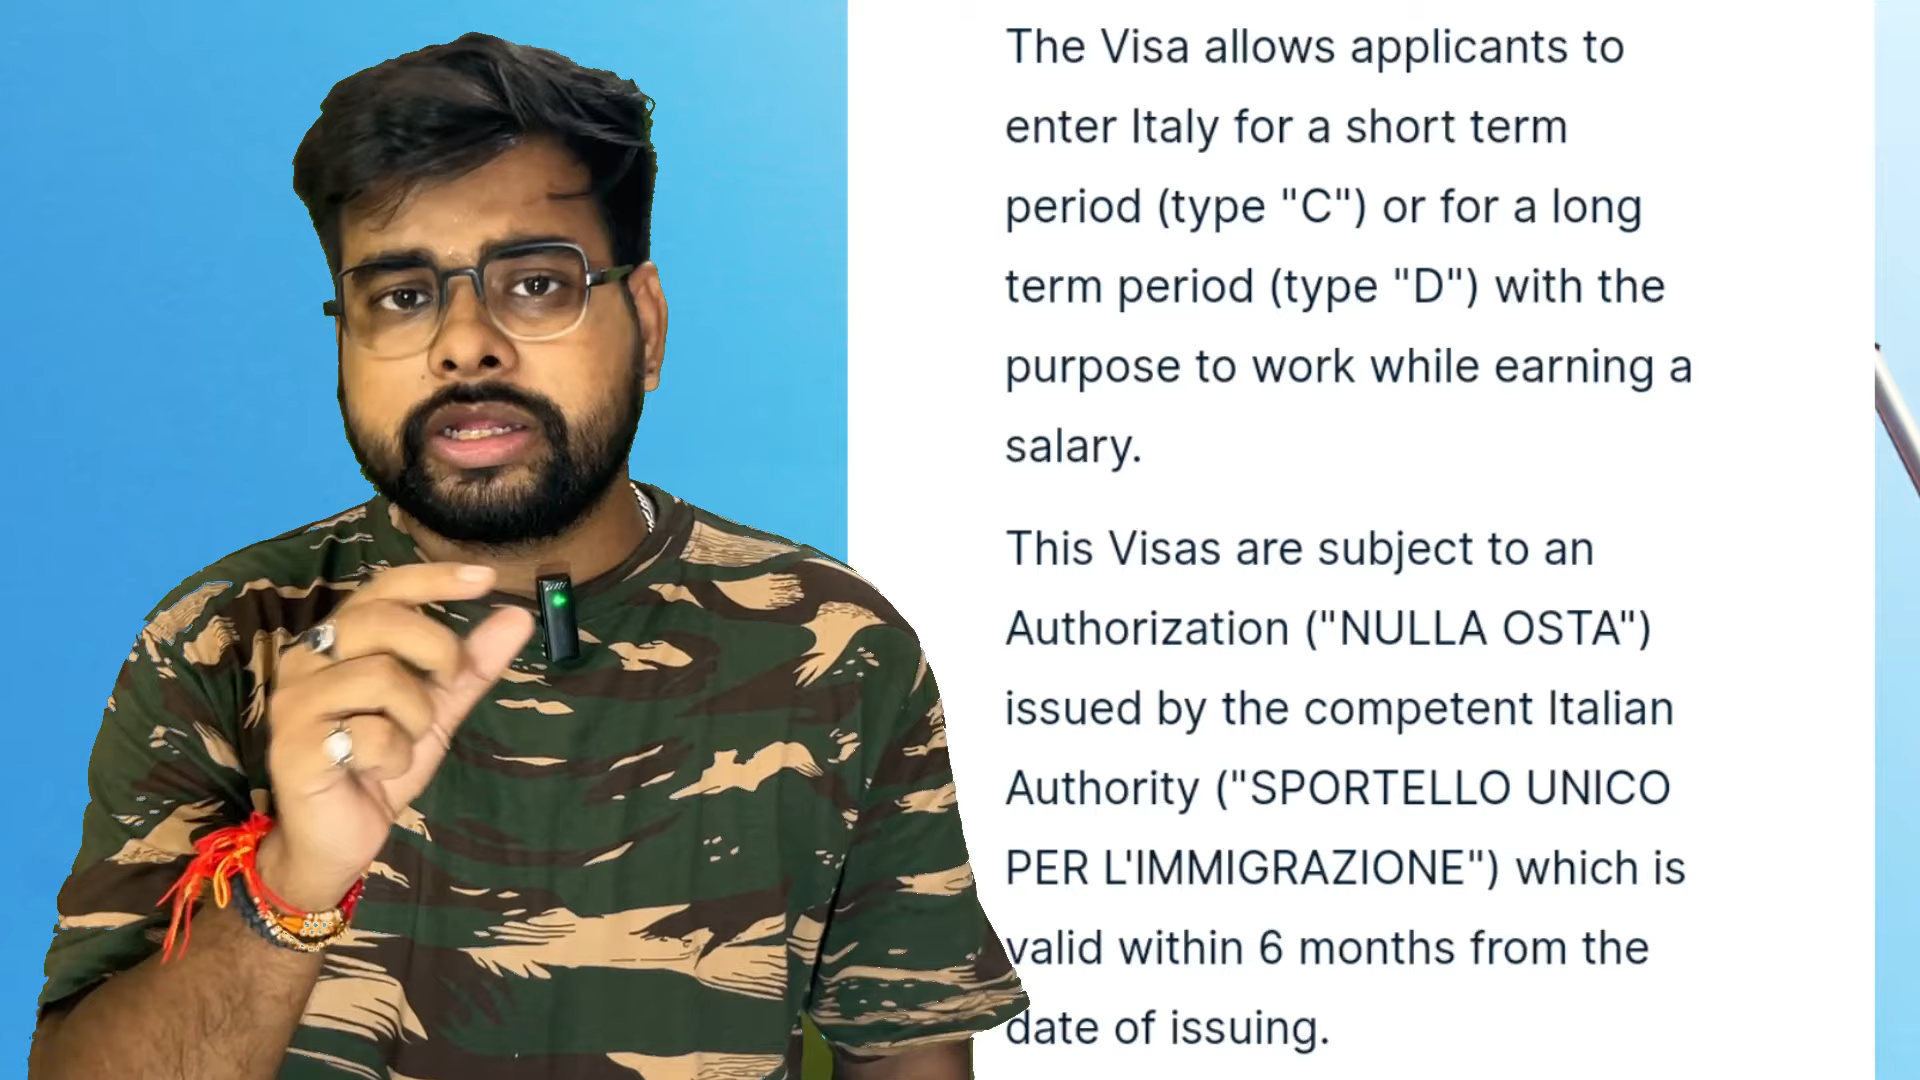 The Visa allows applicants to
enter Italy for a short term
period (type "C") or for a long
term period (type "D") with the
purpose to work while earning a
salary.
This Visas are subject to an
Authorization ("NULLA OSTA")
issued by the competent Italian
Authority ("SPORTELLO UNICO
PER L'IMMIGRAZIONE") which is
valid within 6 months from the
date of issuing.